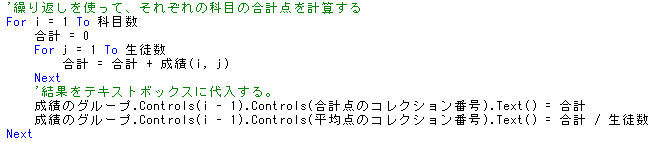 '繰り返しを使って、それぞれの科目の合計点を計算する
For i = 1 To 科目数
合計 = 0
For j = 1 To 生徒数
合計 = 合計 + 成績(i, j)
Next
'結果をテキストボックスに代入する。
成績のグループ.Controls(i - 1).Controls(合計点のコレクション番号).Text() = 合計
成績のグループ.Controls(i - 1).Controls(平均点のコレクション番号).Text() = 合計 / 生徒数
Next